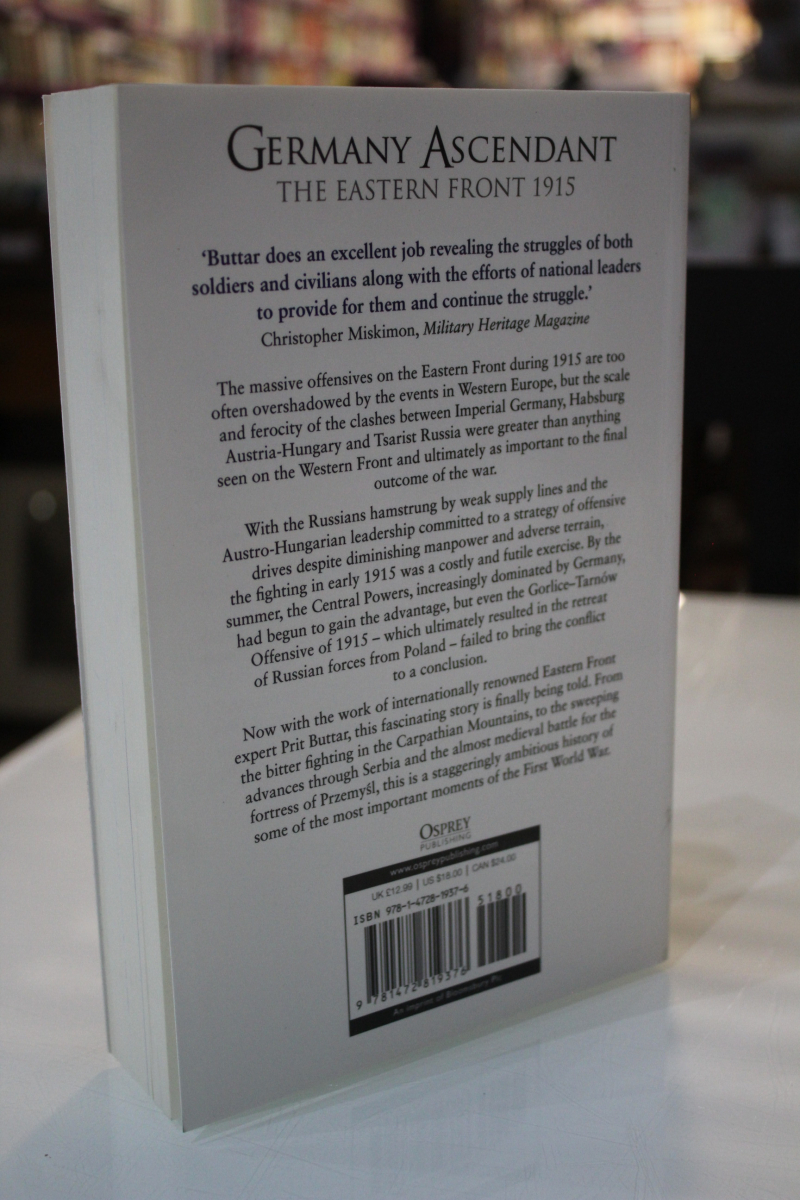 GERMANY ASCENDANT
THE EASTERN FRONT 1915
‘Buttar does an excellent job revealing the struggles of both
soldiers and civilians along with the efforts of national leaders
to provide for them and continue the struggle.’
Christopher Miskimon, Military Heritage Magazine
The massive offensives on the Eastern Front during 1915 are too
often overshadowed by the events in Western Europe, but the scale
and ferocity of the clashes between Imperial Germany, Habsburg
Austria-Hungary and Tsarist Russia were greater than anything
seen on the Western Front and ultimately as important to the final
outcome of the war.
With the Russians hamstrung by weak supply lines and the
Austro-Hungarian leadership committed to a strategy of offensive
drives despite diminishing manpower and adverse terrain,
the fighting in early 1915 was a costly and futile exercise. By the
summer, the Central Powers, increasingly dominated by Germany,
had begun to gain the advantage, but even the Gorlice–Tarnów
Offensive of 1915 – which ultimately resulted in the retreat
of Russian forces from Poland – failed to bring the conflict
to a conclusion.
Now with the work of internationally renowned Eastern Front
expert Prit Buttar, this fascinating story is finally being told. From
the bitter fighting in the Carpathian Mountains, to the sweeping
advances through Serbia and the almost medieval battle for the
fortress of Przemyśl, this is a staggeringly ambitious history of
some of the most important moments of the First World War.
OSPREY
PUBLISHING
www.ospreypublishing.com
UK £12.99 | US $18.00 | CAN $24.00
ISBN 978-1-4728-1937-6
51800
9 781472 819376
An imprint of Bloomsbury Plc